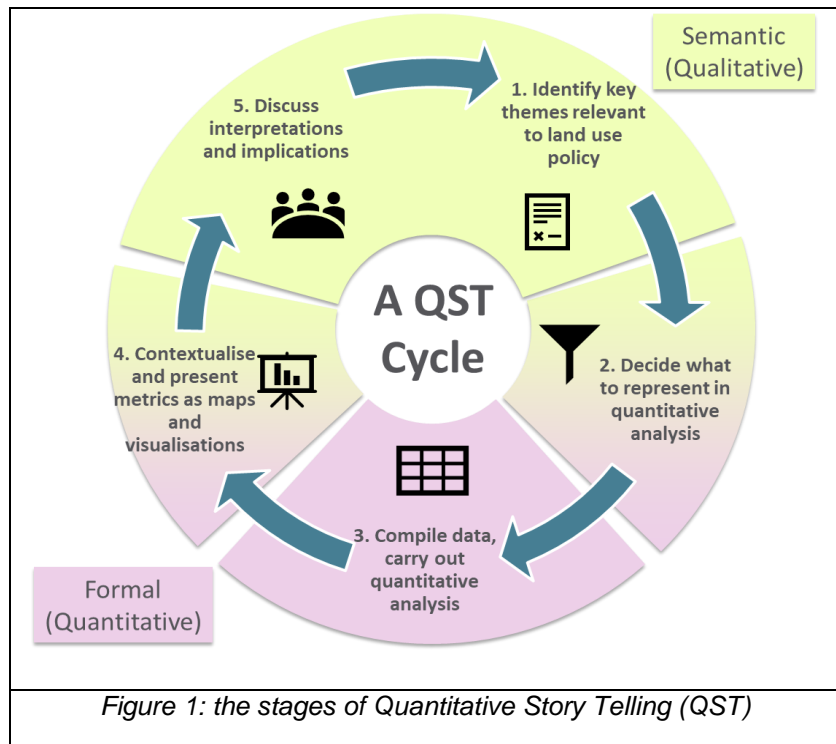 Semantic
(Qualitative)
1. Identify key
themes relevant
to land use
policy
2. Decide what
to represent in
quantitative
analysis
3. Compile data,
carry out
quantitative
analysis
4. Contextualise
and present
metrics as maps
and
visualisations
5. Discuss
interpretations
and implications
A QST
Cycle
Formal
(Quantitative)
Figure 1: the stages of Quantitative Story Telling (QST)